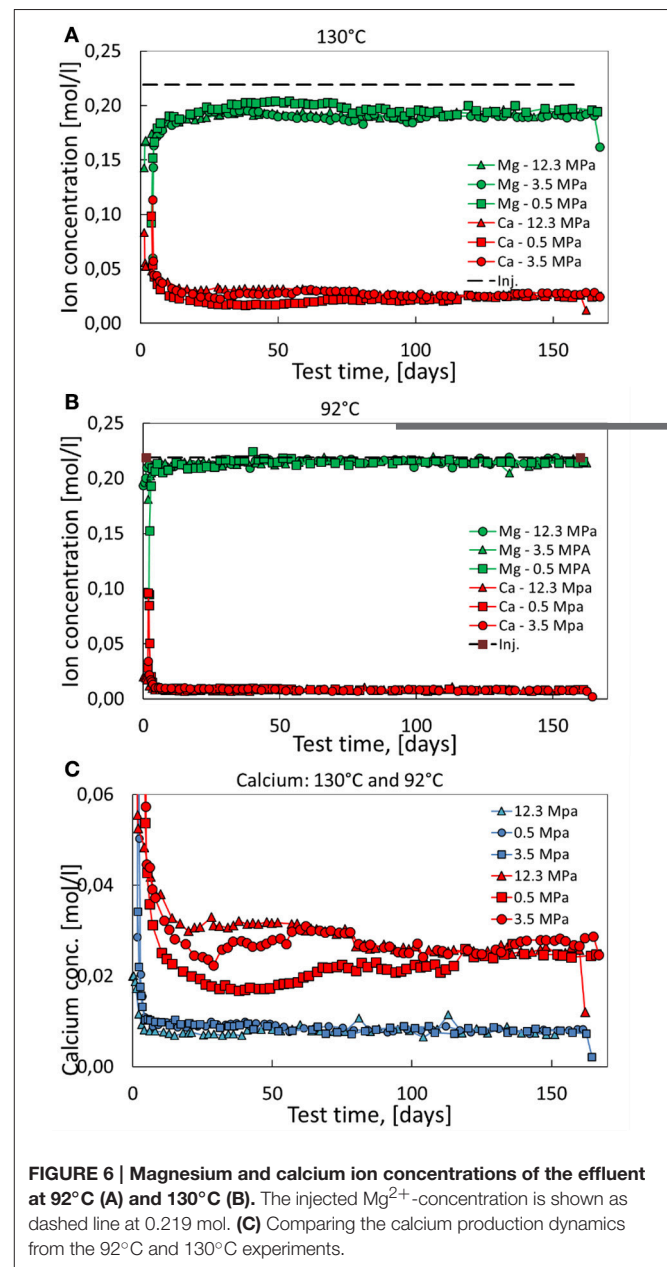 A
130°C
0,25
0,20
0,15
0,10
0,05
0,00
Ion concentration [mol/l]
Mg - 12.3 MPa
Mg - 3.5 MPa
Mg - 0.5 MPa
Ca - 12.3 MPa
Ca - 0.5 MPa
Ca - 3.5 MPa
Inj.
0 50 100 150
Test time, [days]
B
92°C
0,25
0,20
0,15
0,10
0,05
0,00
Ion concentration [mol/l]
Mg - 12.3 MPa
Mg - 3.5 MPA
Mg - 0.5 MPA
Ca - 12.3 Mpa
Ca - 0.5 Mpa
Ca - 3.5 Mpa
Inj.
0 50 100 150
Test time, [days]
C
Calcium: 130°C and 92°C
0,06
0,04
0,02
0,00
Calcium conc. [mol/l]
12.3 Mpa
0.5 MPa
3.5 Mpa
12.3 MPa
0.5 MPa
3.5 MPa
0 50 100 150
Test time, [days]
FIGURE 6 | Magnesium and calcium ion concentrations of the effluent
at 92°C (A) and 130°C (B). The injected Mg²⁺-concentration is shown as
dashed line at 0.219 mol. (C) Comparing the calcium production dynamics
from the 92°C and 130°C experiments.